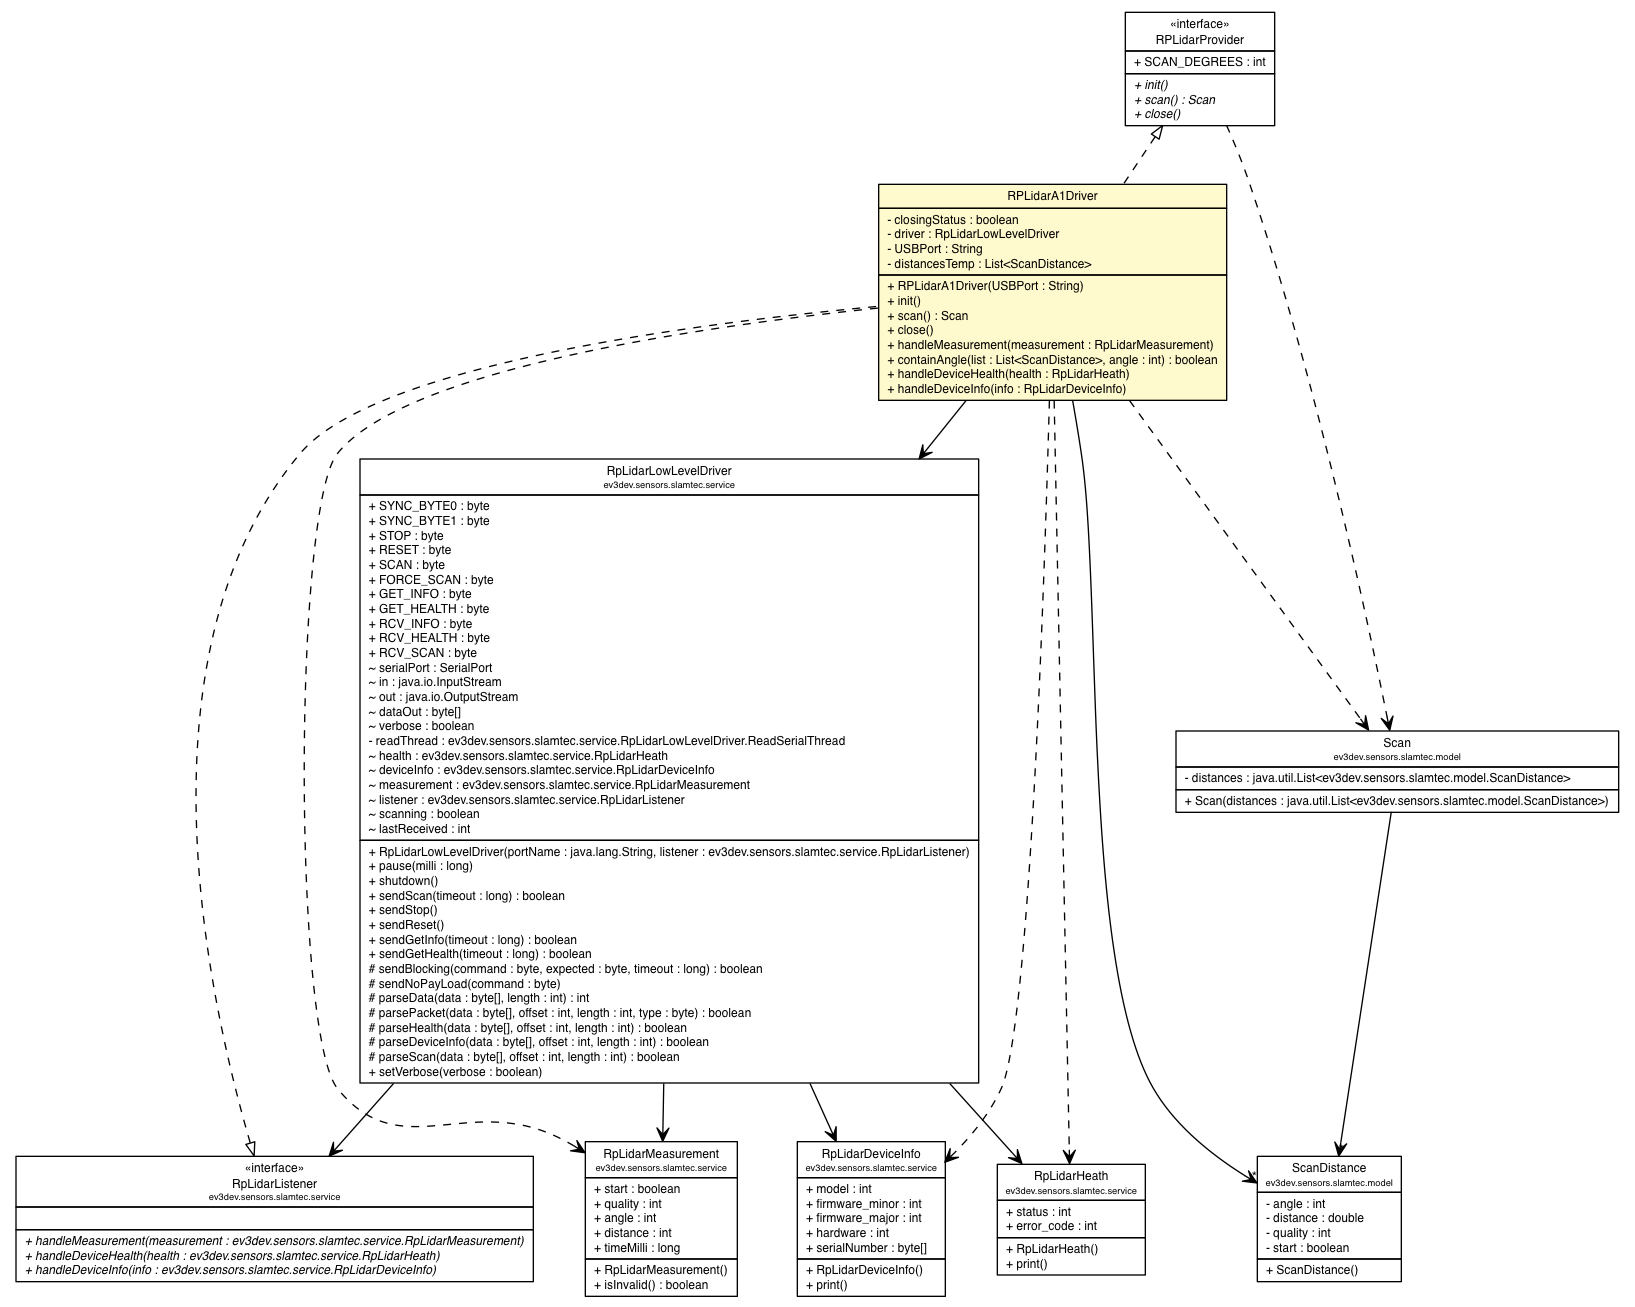 «interface»
RPLidarProvider
+ SCAN_DEGREES : int
+ init()
+ scan() : Scan
+ close()
RPLidarA1Driver
- closingStatus : boolean
- driver : RpLidarLowLevelDriver
- USBPort : String
- distancesTemp : List<ScanDistance>
+ RPLidarA1Driver(USBPort : String)
+ init()
+ scan() : Scan
+ close()
+ handleMeasurement(measurement : RpLidarMeasurement)
+ containAngle(list : List<ScanDistance>, angle : int) : boolean
+ handleDeviceHealth(health : RpLidarHeath)
+ handleDeviceInfo(info : RpLidarDeviceInfo)
RpLidarLowLevelDriver
ev3dev.sensors.slamtec.service
+ SYNC_BYTE0 : byte
+ SYNC_BYTE1 : byte
+ STOP : byte
+ RESET : byte
+ SCAN : byte
+ FORCE_SCAN : byte
+ GET_INFO : byte
+ GET_HEALTH : byte
+ RCV_INFO : byte
+ RCV_HEALTH : byte
+ RCV_SCAN : byte
~ serialPort : SerialPort
~ in : java.io.InputStream
~ out : java.io.OutputStream
~ dataOut : byte[]
~ verbose : boolean
- readThread : ev3dev.sensors.slamtec.service.RpLidarLowLevelDriver.ReadSerialThread
~ health : ev3dev.sensors.slamtec.service.RpLidarHeath
~ deviceInfo : ev3dev.sensors.slamtec.service.RpLidarDeviceInfo
~ measurement : ev3dev.sensors.slamtec.service.RpLidarMeasurement
~ listener : ev3dev.sensors.slamtec.service.RpLidarListener
~ scanning : boolean
~ lastReceived : int
+ RpLidarLowLevelDriver(portName : java.lang.String, listener : ev3dev.sensors.slamtec.service.RpLidarListener)
+ pause(milli : long)
+ shutdown()
+ sendScan(timeout : long) : boolean
+ sendStop()
+ sendReset()
+ sendGetInfo(timeout : long) : boolean
+ sendGetHealth(timeout : long) : boolean
# sendBlocking(command : byte, expected : byte, timeout : long) : boolean
# sendNoPayLoad(command : byte)
# parseData(data : byte[], length : int) : int
# parsePacket(data : byte[], offset : int, length : int, type : byte) : boolean
# parseHealth(data : byte[], offset : int, length : int) : boolean
# parseDeviceInfo(data : byte[], offset : int, length : int) : boolean
# parseScan(data : byte[], offset : int, length : int) : boolean
+ setVerbose(verbose : boolean)
Scan
ev3dev.sensors.slamtec.model
- distances : java.util.List<ev3dev.sensors.slamtec.model.ScanDistance>
+ Scan(distances : java.util.List<ev3dev.sensors.slamtec.model.ScanDistance>)
«interface»
RpLidarListener
ev3dev.sensors.slamtec.service
+ handleMeasurement(measurement : ev3dev.sensors.slamtec.service.RpLidarMeasurement)
+ handleDeviceHealth(health : ev3dev.sensors.slamtec.service.RpLidarHeath)
+ handleDeviceInfo(info : ev3dev.sensors.slamtec.service.RpLidarDeviceInfo)
RpLidarMeasurement
ev3dev.sensors.slamtec.service
+ start : boolean
+ quality : int
+ angle : int
+ distance : int
+ timeMilli : long
+ RpLidarMeasurement()
+ isInvalid() : boolean
RpLidarDeviceInfo
ev3dev.sensors.slamtec.service
+ model : int
+ firmware_minor : int
+ firmware_major : int
+ hardware : int
+ serialNumber : byte[]
+ RpLidarDeviceInfo()
+ print()
RpLidarHeath
ev3dev.sensors.slamtec.service
+ status : int
+ error_code : int
+ RpLidarHeath()
+ print()
*
ScanDistance
ev3dev.sensors.slamtec.model
- angle : int
- distance : double
- quality : int
- start : boolean
+ ScanDistance()